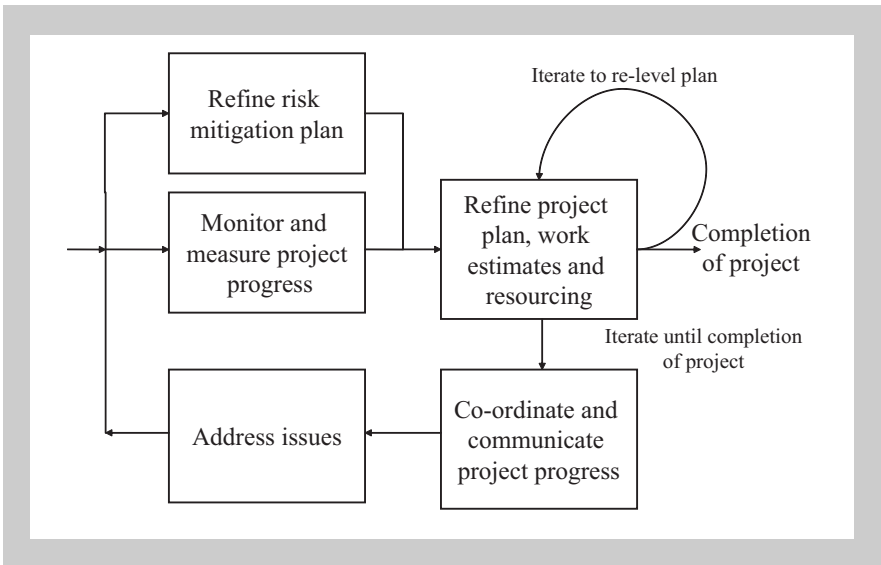 Refine risk
mitigation plan
Monitor and
measure project
progress
Iterate to re-level plan
Refine project
plan, work
estimates and
resourcing
Completion
of project
Iterate until completion
of project
Co-ordinate and
communicate
project progress
Address issues